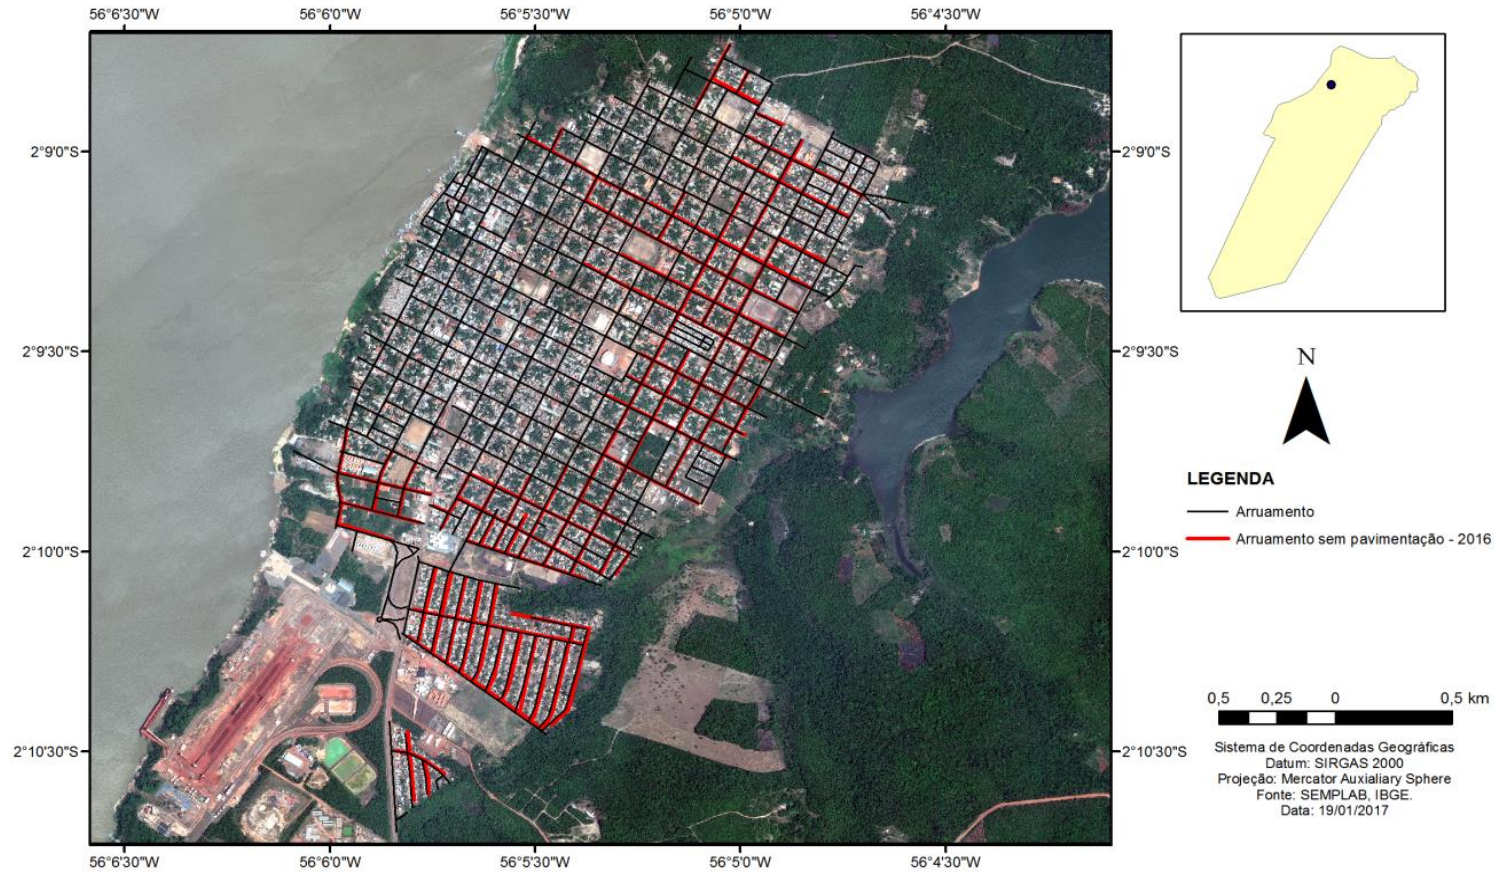 56°6'30"W 56°6'0"W 56°5'30"W 56°5'0"W 56°4'30"W
2°9'0"S 2°9'0"S
2°9'30"S 2°9'30"S
N
LEGENDA
Arruamento
Arruamento sem pavimentação - 2016
2°10'0"S 2°10'0"S
0,5 0,25 0 0,5 km
2°10'30"S 2°10'30"S
Sistema de Coordenadas Geográficas
Datum: SIRGAS 2000
Projeção: Mercator Auxialiary Sphere
Fonte: SEMPLAB, IBGE.
Data: 19/01/2017
56°6'30"W 56°6'0"W 56°5'30"W 56°5'0"W 56°4'30"W